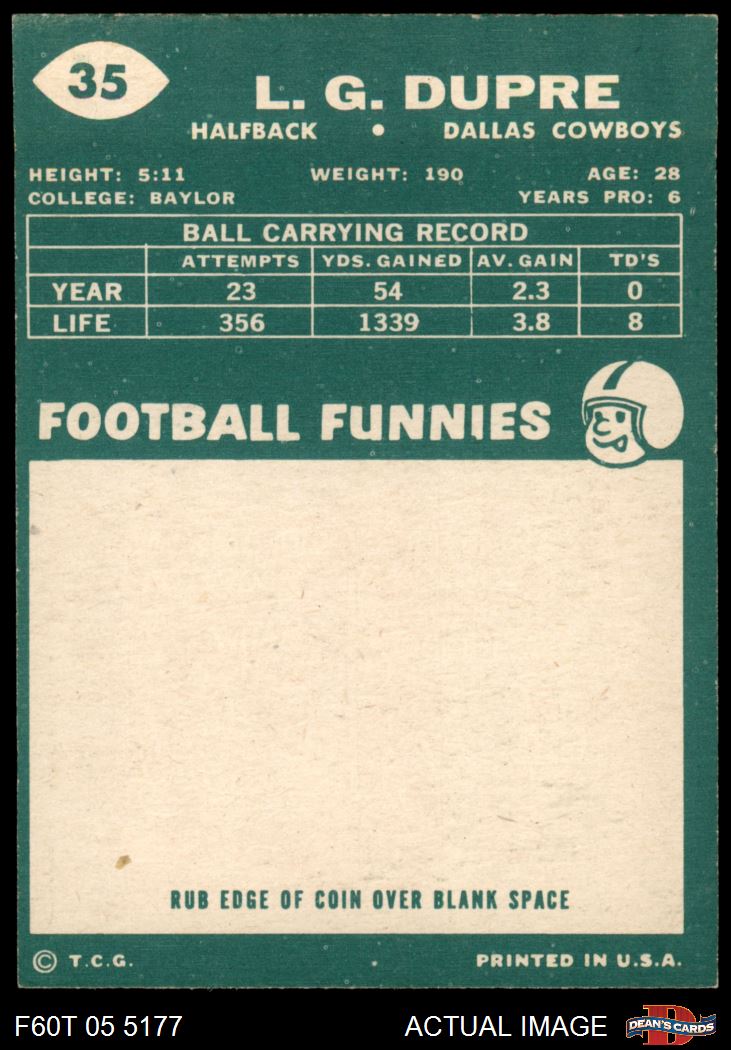 35
L. G. DUPRE
HALFBACK • DALLAS COWBOYS
HEIGHT: 5:11 WEIGHT: 190 AGE: 28
COLLEGE: BAYLOR YEARS PRO: 6
BALL CARRYING RECORD
ATTEMPTS YDS. GAINED AV. GAIN TD'S
YEAR 23 54 2.3 0
LIFE 356 1339 3.8 8
FOOTBALL FUNNIES
RUB EDGE OF COIN OVER BLANK SPACE
© T.C.G. PRINTED IN U.S.A.
F60T 05 5177 ACTUAL IMAGE DEAN'S CARDS